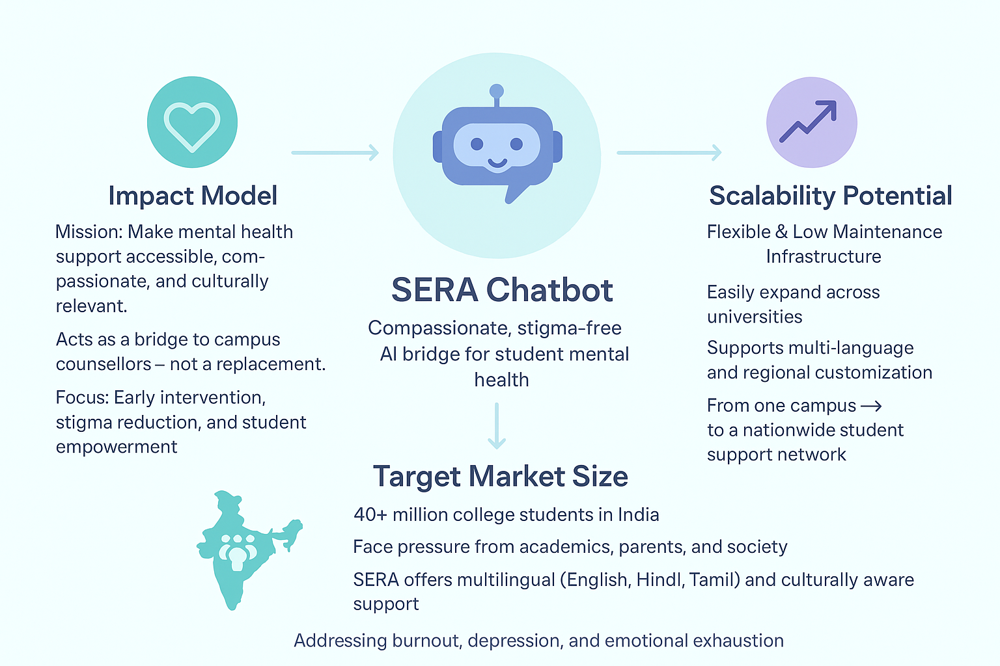 Impact Model
Mission: Make mental health
support accessible, com-
passionate, and culturally
relevant.
Acts as a bridge to campus
counsellors – not a replacement.
Focus: Early intervention,
stigma reduction, and student
empowerment
SERA Chatbot
Compassionate, stigma-free
AI bridge for student mental
health
Scalability Potential
Flexible & Low Maintenance
Infrastructure
Easily expand across
universities
Supports multi-language
and regional customization
From one campus →
to a nationwide student
support network
Target Market Size
40+ million college students in India
Face pressure from academics, parents, and society
SERA offers multilingual (English, Hindl, Tamil) and culturally aware
support
Addressing burnout, depression, and emotional exhaustion